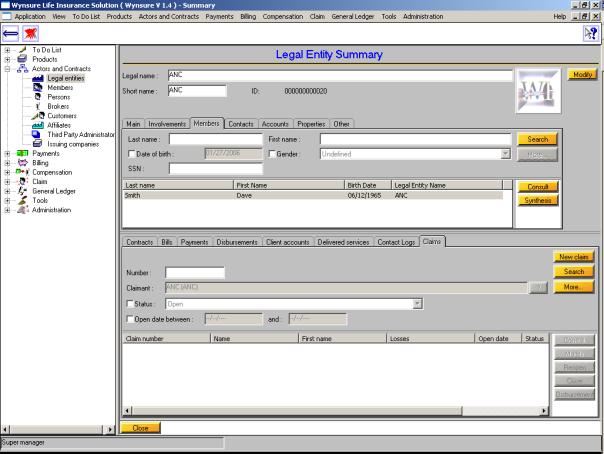 Wynsure Life Insurance Solution ( Wynsure V 1.4 ) - Summary
Application View To Do List Products Actors and Contracts Payments Billing Compensation Claim General Ledger Tools Administration Help
To Do List
Products
Actors and Contracts
Legal entities
Members
Persons
Brokers
Customers
Affiliates
Third Party Administrator
Issuing companies
Payments
Billing
Compensation
Claim
General Ledger
Tools
Administration
Legal Entity Summary
Legal name : ANC
Modify
Short name : ANC ID: 000000000020
Main Involvements Members Contacts Accounts Properties Other
Last name : First name : Search
Date of birth : 01/27/2006 Gender : Undefined More...
SSN :
Last name First Name Birth Date Legal Entity Name
Smith Dave 06/12/1965 ANC
Consult
Synthesis
Contracts Bills Payments Disbursements Client accounts Delivered services Contact Logs Claims
New claim
Number : Search
Claimant : ANC (ANC) More...
Status : Open
Open date between : --/--/---- and : --/--/----
Claim number Name First name Losses Open date Status
Reopen
Close
Disbursement
Close
Super manager